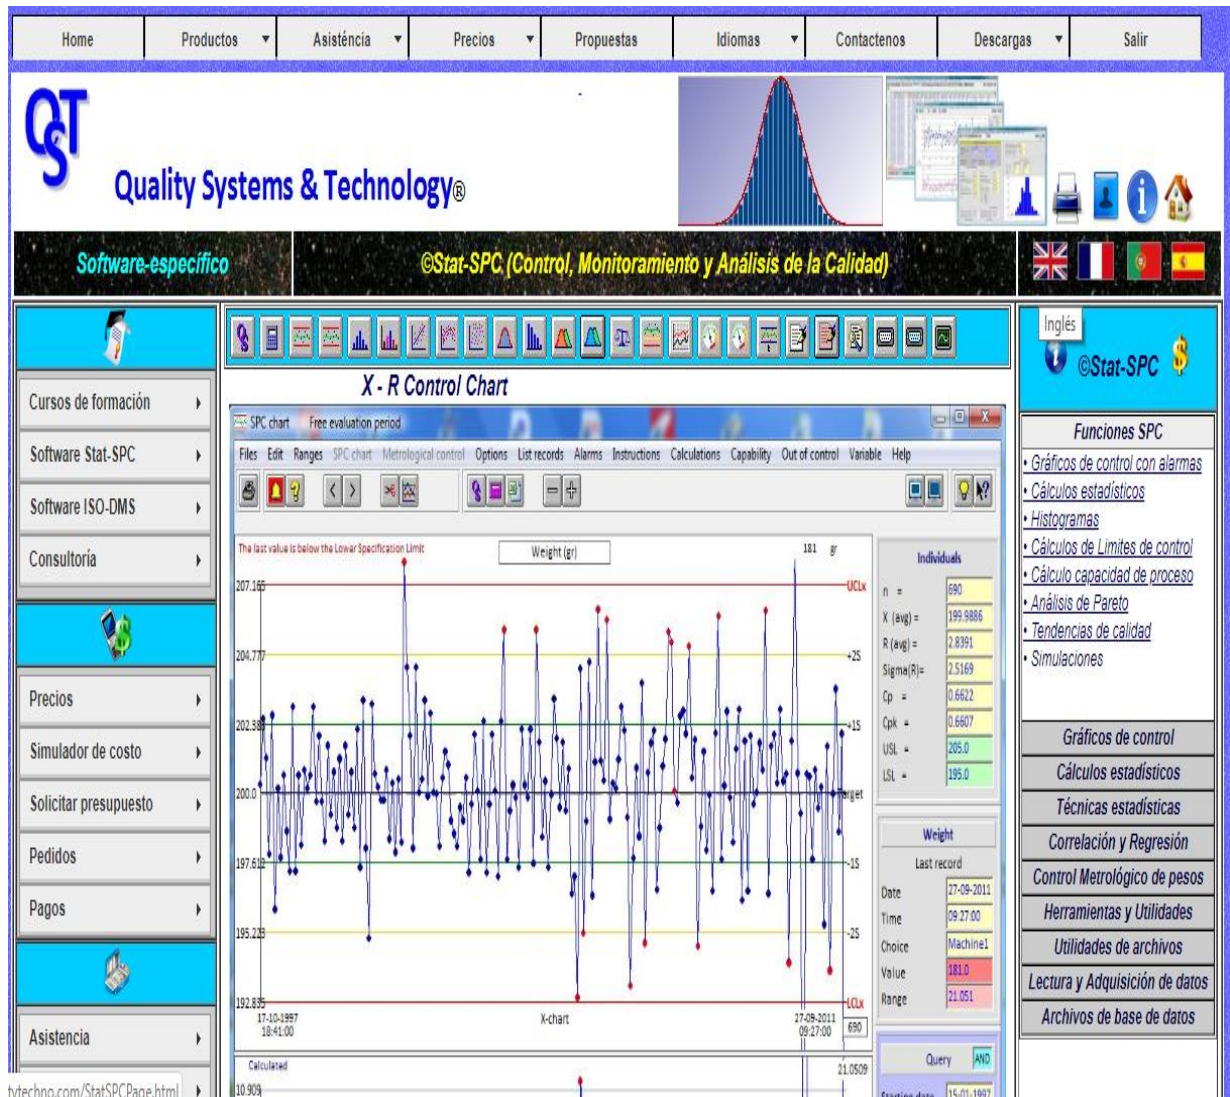 Home Productos Asisténcia Precios Propuestas Idiomas Contactenos Descargas Salir
QST
Quality Systems & Technology®
Software-específico
©Stat-SPC (Control, Monitoramiento y Análisis de la Calidad)
Cursos de formación
Software Stat-SPC
Software ISO-DMS
Consultoría
Precios
Simulador de costo
Solicitar presupuesto
Pedidos
Pagos
Asistencia
tytechno.com/StatSPCPage.html
X - R Control Chart
SPC chart Free evaluation period
Files Edit Ranges SPC chart Metrological control Options List records Alarms Instructions Calculations Capability Out of control Variable Help
The last value is below the Lower Specification Limit
Weight (gr)
181 gr
207.165 UCLx
204.777 +2S
202.388 +1S
200.0 Target
197.612 -1S
195.223 -2S
192.835 LCLx
17-10-1997
18:41:00
X-chart
27-09-2011
09:27:00
690
Calculated
21.0509
10.909
Individuals
n = 690
X (avg) = 199.9886
R (avg) = 2.8391
Sigma(R)= 2.5169
Cp = 0.6622
Cpk = 0.6607
USL = 205.0
LSL = 195.0
Weight
Last record
Date 27-09-2011
Time 09:27:00
Choice Machine1
Value 181.0
Range 21.051
Query AND
Starting date 15-01-1997
Inglés
©Stat-SPC
Funciones SPC
• Gráficos de control con alarmas
• Cálculos estadísticos
• Histogramas
• Cálculos de Limites de control
• Cálculo capacidad de proceso
• Análisis de Pareto
• Tendencias de calidad
• Simulaciones
Gráficos de control
Cálculos estadísticos
Técnicas estadísticas
Correlación y Regresión
Control Metrológico de pesos
Herramientas y Utilidades
Utilidades de archivos
Lectura y Adquisición de datos
Archivos de base de datos